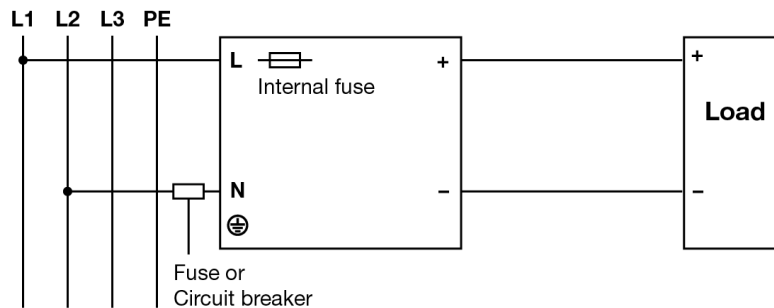 L1 L2 L3 PE
L + +
Internal fuse
Load
N − −
Fuse or
Circuit breaker